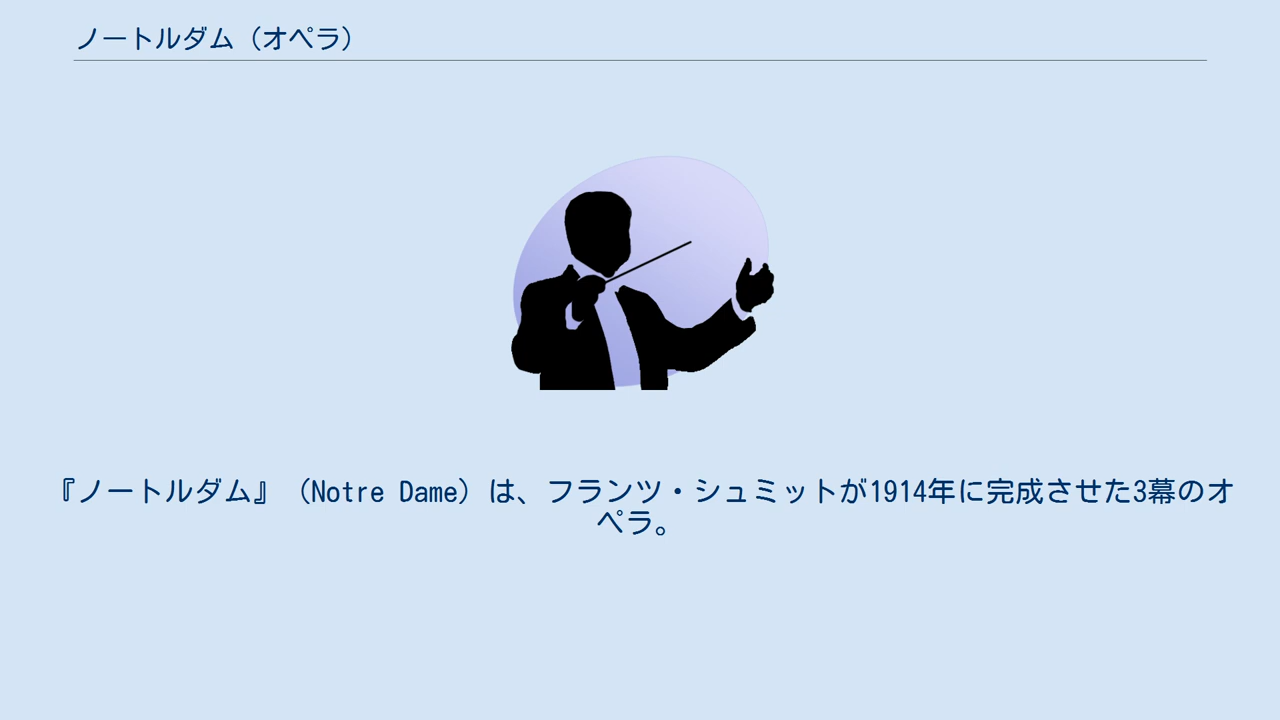 ノートルダム（オペラ）
『ノートルダム』（Notre Dame）は、フランツ・シュミットが1914年に完成させた3幕のオ
ペラ。